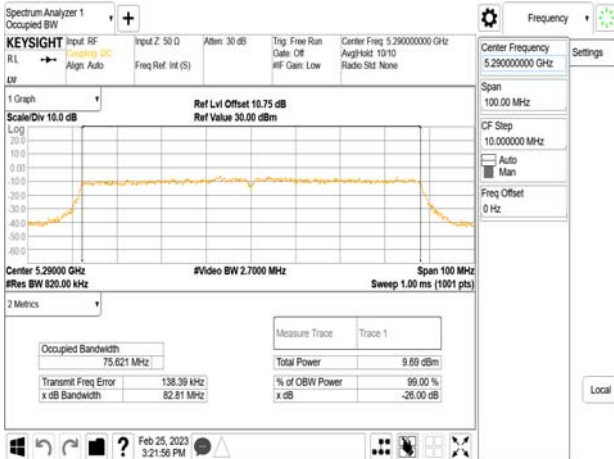 Spectrum Analyzer 1
Occupied BW
Frequency
KEYSIGHT
RL
Input: RF
Coupling: DC
Align: Auto
Input Z: 50 Ω
Freq Ref: Int (S)
Atten: 30 dB
Trig: Free Run
Gate: Off
#IF Gain: Low
Center Freq: 5.290000000 GHz
Avg|Hold: 10/10
Radio Std: None
Center Frequency
5.290000000 GHz
Settings
Span
100.00 MHz
CF Step
10.000000 MHz
Auto
Man
Freq Offset
0 Hz
Local
1 Graph
Scale/Div 10.0 dB
Ref Lvl Offset 10.75 dB
Ref Value 30.00 dBm
Log
20.0
10.0
0.00
-10.0
-20.0
-30.0
-40.0
-50.0
-60.0
Center 5.29000 GHz
#Res BW 820.00 kHz
#Video BW 2.7000 MHz
Span 100 MHz
Sweep 1.00 ms (1001 pts)
2 Metrics
Measure Trace
Trace 1
Occupied Bandwidth
75.621 MHz
Total Power
9.69 dBm
Transmit Freq Error
138.39 kHz
% of OBW Power
99.00 %
x dB Bandwidth
82.81 MHz
x dB
-26.00 dB
?
Feb 25, 2023
3:21:56 PM